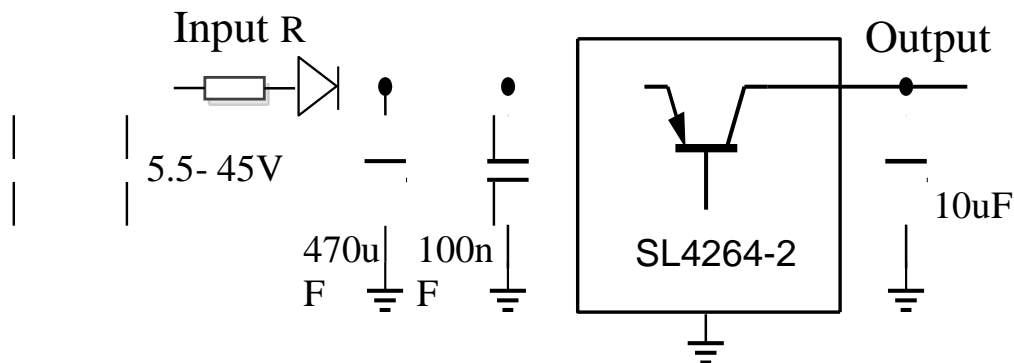 Input R
Output
5.5- 45V
10uF
470u
F
100n
F
SL4264-2